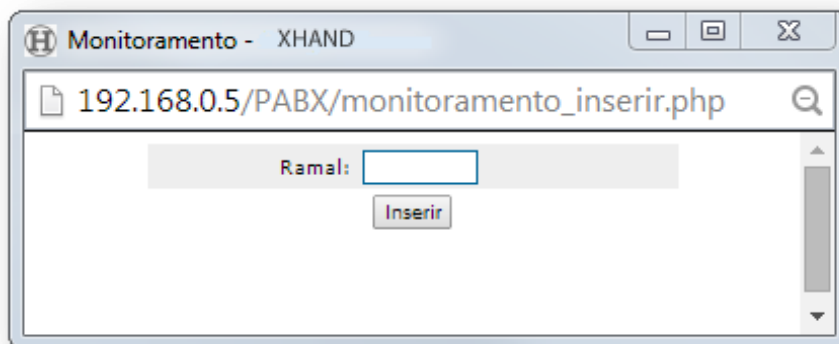 Monitoramento - XHAND
192.168.0.5/PABX/monitoramento_inserir.php
Ramal:
Inserir